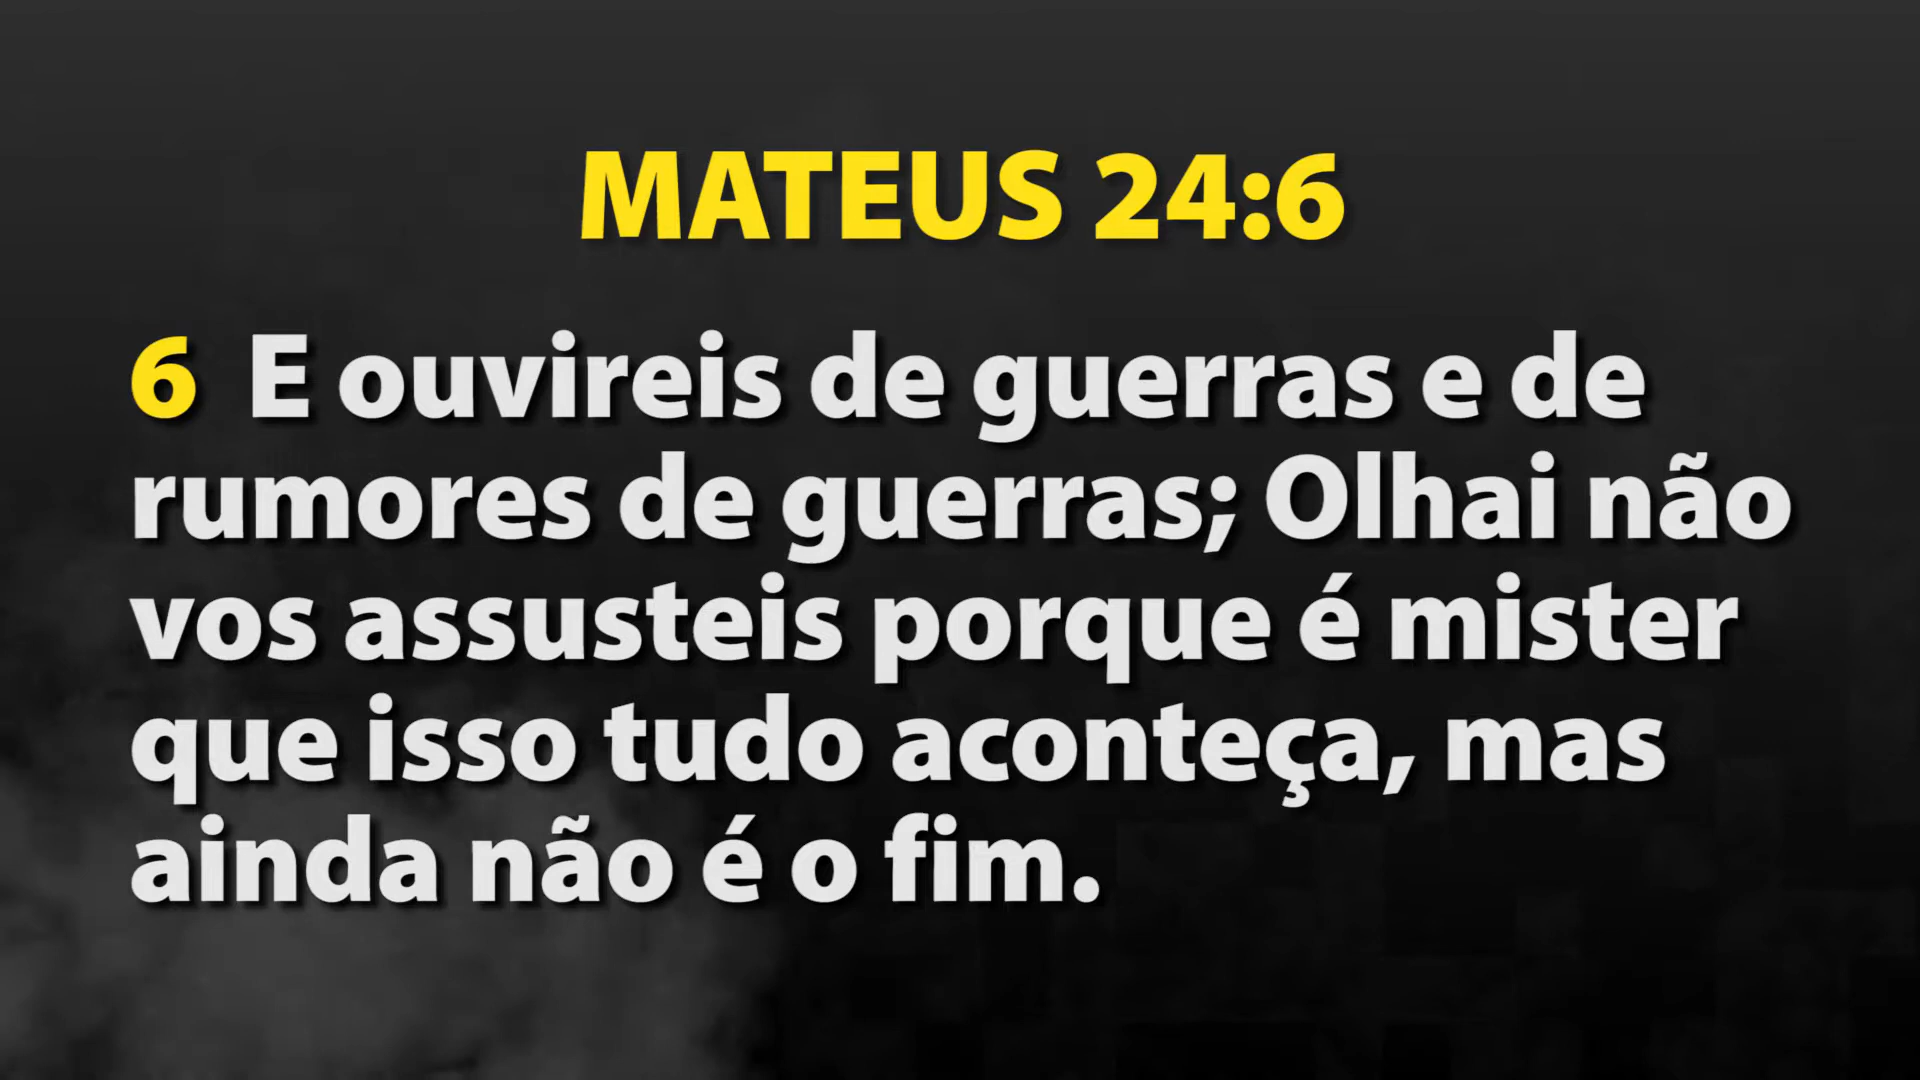 MATEUS 24:6
6 E ouvireis de guerras e de
rumores de guerras; Olhai não
vos assusteis porque é mister
que isso tudo aconteça, mas
ainda não é o fim.